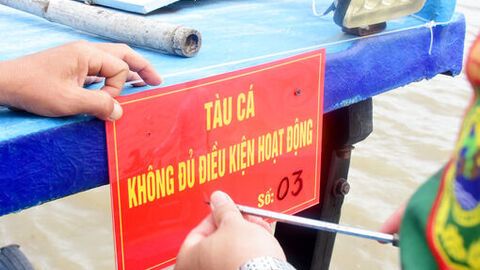 TÀU CÁ
KHÔNG ĐỦ ĐIỀU KIỆN HOẠT ĐỘNG
Số: 03